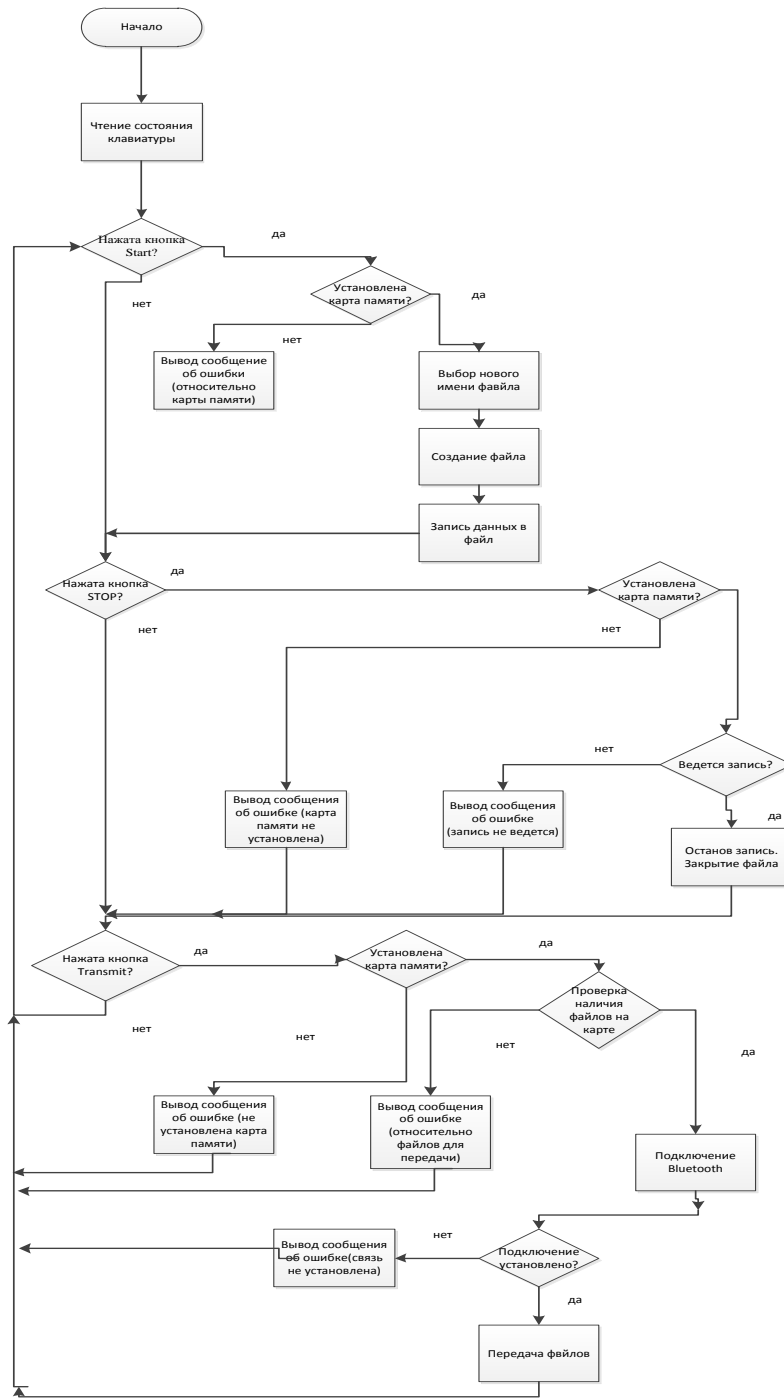 Начало
Чтение состояния
клавиатуры
Нажата кнопка
Start?
да
нет
Установлена
карта памяти?
да
нет
Вывод сообщение
об ошибки
(относительно
карты памяти)
Выбор нового
имени фавйла
Создание файла
Запись данных в
файл
Нажата кнопка
STOP?
да
нет
Установлена
карта памяти?
нет
Ведется запись?
нет
да
Вывод сообщения
об ошибке (карта
памяти не
установлена)
Вывод сообщения
об ошибке
(запись не ведется)
Останов запись.
Закрытие файла
Нажата кнопка
Transmit?
да
нет
Установлена
карта памяти?
да
нет
Проверка
наличия
файлов на
карте
нет
да
Вывод сообщения
об ошибке (не
установлена карта
памяти)
Вывод сообщения
об ошибке
(относительно
файлов для
передачи)
Подключение
Bluetooth
Подключение
установлено?
нет
да
Вывод сообщения
об ошибке(связь
не установлена)
Передача фвйлов